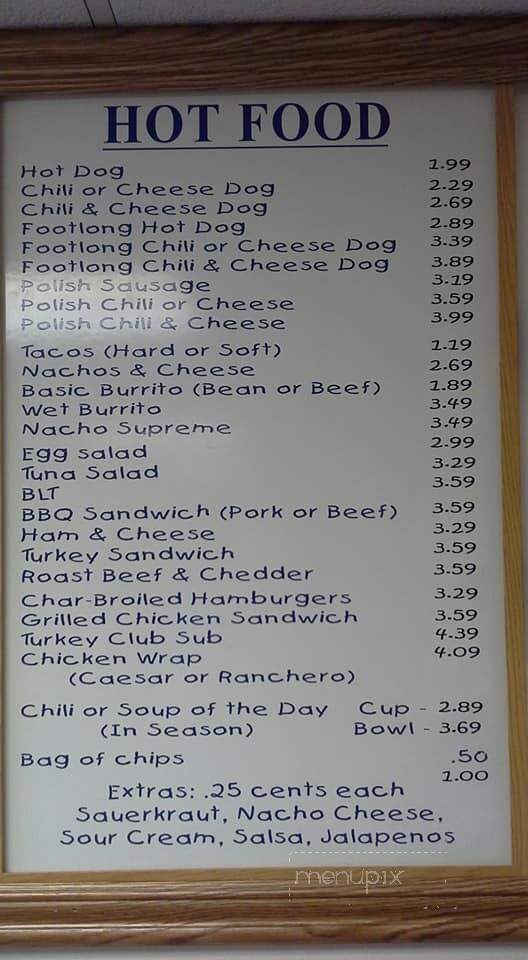 HOT FOOD
Hot Dog 1.99
Chili or Cheese Dog 2.29
Chili & Cheese Dog 2.69
Footlong Hot Dog 2.89
Footlong Chili or Cheese Dog 3.39
Footlong Chili & Cheese Dog 3.89
Polish Sausage 3.19
Polish Chili or Cheese 3.59
Polish Chili & Cheese 3.99
Tacos (Hard or Soft) 1.19
Nachos & Cheese 2.69
Basic Burrito (Bean or Beef) 1.89
Wet Burrito 3.49
Nacho Supreme 3.49
Egg salad 2.99
Tuna Salad 3.29
BLT 3.59
BBQ Sandwich (Pork or Beef) 3.59
Ham & Cheese 3.29
Turkey Sandwich 3.59
Roast Beef & Chedder 3.59
Char-Broiled Hamburgers 3.29
Grilled Chicken Sandwich 3.59
Turkey Club Sub 4.39
Chicken Wrap 4.09
(Caesar or Ranchero)
Chili or Soup of the Day Cup - 2.89
(In Season) Bowl - 3.69
Bag of chips .50
1.00
Extras: .25 cents each
Sauerkraut, Nacho Cheese,
Sour Cream, Salsa, Jalapenos
menupix